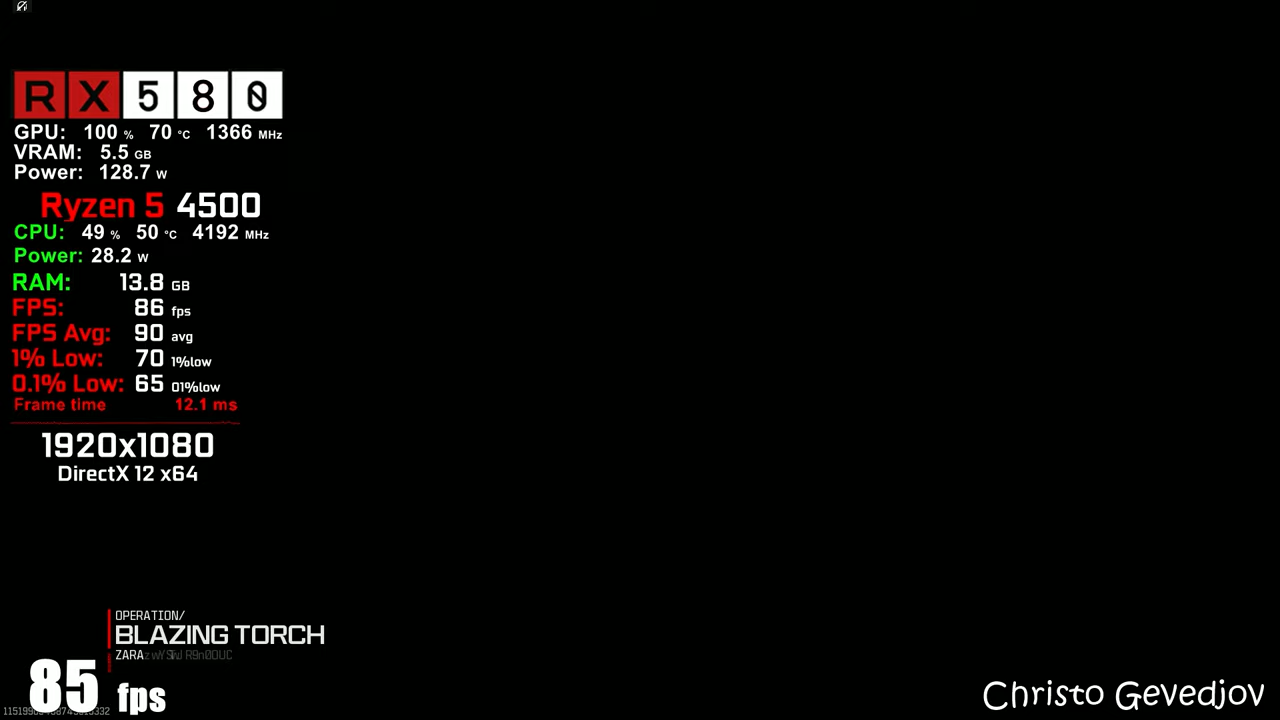 RX580
GPU: 100 % 70 °C 1366 MHz
VRAM: 5.5 GB
Power: 128.7 W
Ryzen 5 4500
CPU: 49 % 50 °C 4192 MHz
Power: 28.2 W
RAM: 13.8 GB
FPS: 86 fps
FPS Avg: 90 avg
1% Low: 70 1%low
0.1% Low: 65 01%low
Frame time 12.1 ms
1920x1080
DirectX 12 x64
OPERATION/
BLAZING TORCH
ZARA
85 fps
Christo Gevedjov